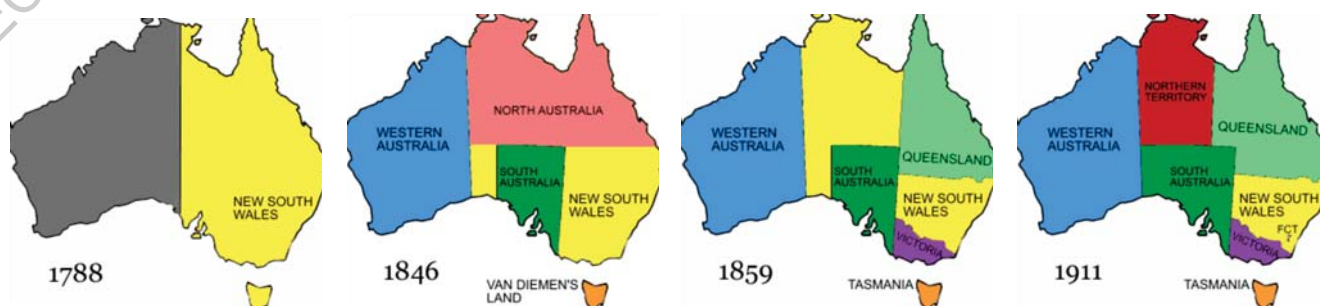 NEW SOUTH
WALES
1788
NORTH AUSTRALIA
WESTERN
AUSTRALIA
SOUTH
AUSTRALIA
NEW SOUTH
WALES
1846
VAN DIEMEN'S
LAND
WESTERN
AUSTRALIA
QUEENSLAND
SOUTH
AUSTRALIA
NEW SOUTH
WALES
VICTORIA
1859
TASMANIA
NORTHERN
TERRITORY
WESTERN
AUSTRALIA
QUEENSLAND
SOUTH
AUSTRALIA
NEW SOUTH
WALES
FCT
VICTORIA
1911
TASMANIA